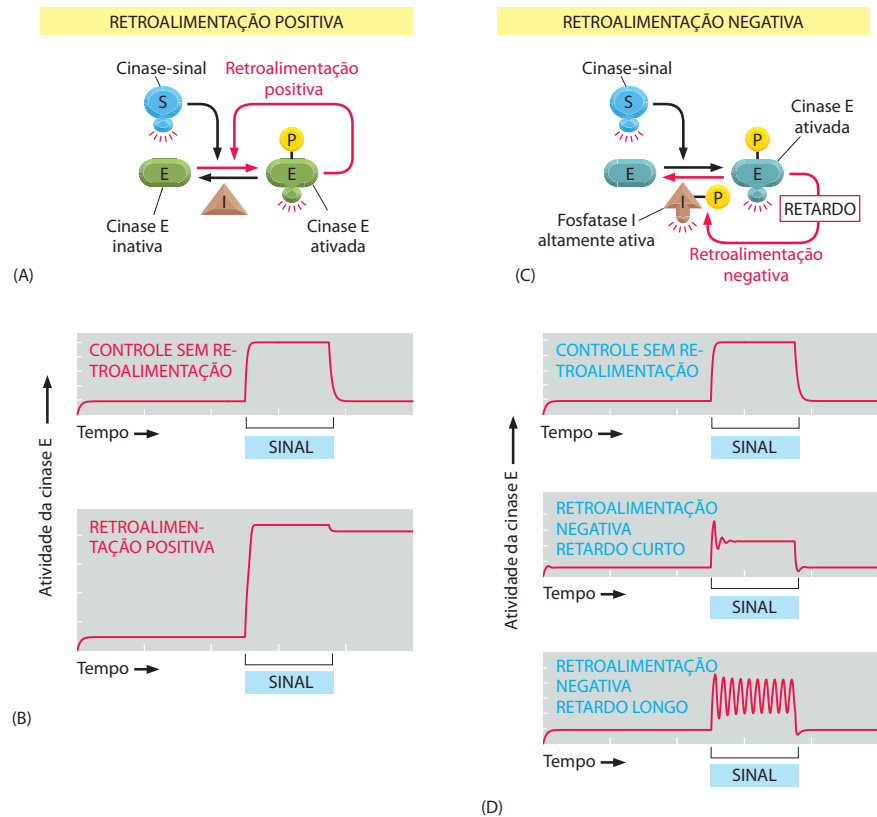 RETROALIMENTAÇÃO POSITIVA
Cinase-sinal
Retroalimentação
positiva
S
P
E
E
I
Cinase E
inativa
Cinase E
ativada
(A)
CONTROLE SEM RE-
TROALIMENTAÇÃO
Tempo
SINAL
Atividade da cinase E
RETROALIMEN-
TAÇÃO POSITIVA
Tempo
SINAL
(B)
RETROALIMENTAÇÃO NEGATIVA
Cinase-sinal
S
Cinase E
ativada
P
E
E
I
P
RETARDO
Fosfatase I
altamente ativa
Retroalimentação
negativa
(C)
CONTROLE SEM RE-
TROALIMENTAÇÃO
Tempo
SINAL
Atividade da cinase E
RETROALIMENTAÇÃO
NEGATIVA
RETARDO CURTO
Tempo
SINAL
RETROALIMENTAÇÃO
NEGATIVA
RETARDO LONGO
Tempo
SINAL
(D)